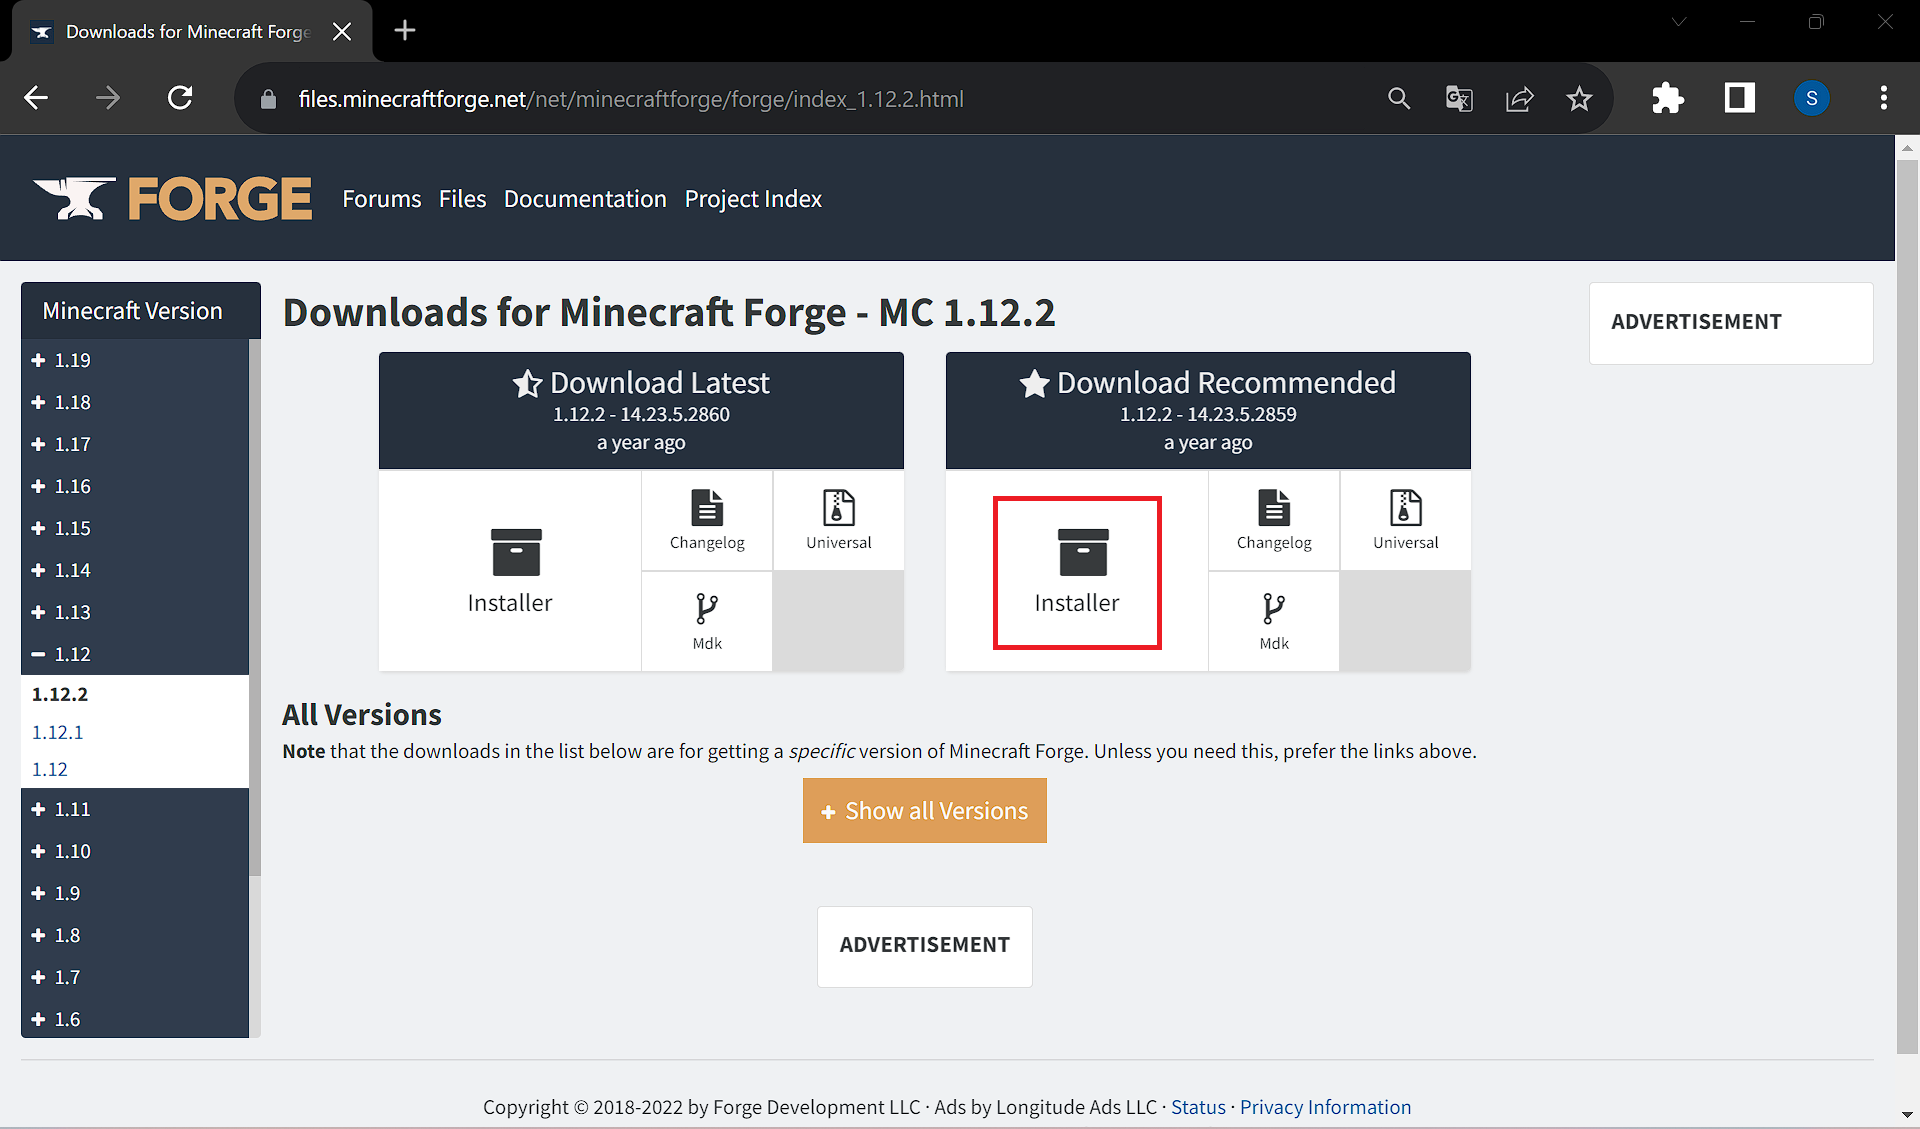 Downloads for Minecraft Forge
files.minecraftforge.net/net/minecraftforge/forge/index_1.12.2.html
S
FORGE
Forums Files Documentation Project Index
Minecraft Version
1.19
1.18
1.17
1.16
1.15
1.14
1.13
1.12
1.12.2
1.12.1
1.12
1.11
1.10
1.9
1.8
1.7
1.6
Downloads for Minecraft Forge - MC 1.12.2
Download Latest
1.12.2 - 14.23.5.2860
a year ago
Installer
Changelog
Universal
Mdk
Download Recommended
1.12.2 - 14.23.5.2859
a year ago
Installer
Changelog
Universal
Mdk
All Versions
Note that the downloads in the list below are for getting a specific version of Minecraft Forge. Unless you need this, prefer the links above.
+ Show all Versions
ADVERTISEMENT
ADVERTISEMENT
Copyright © 2018-2022 by Forge Development LLC · Ads by Longitude Ads LLC · Status · Privacy Information